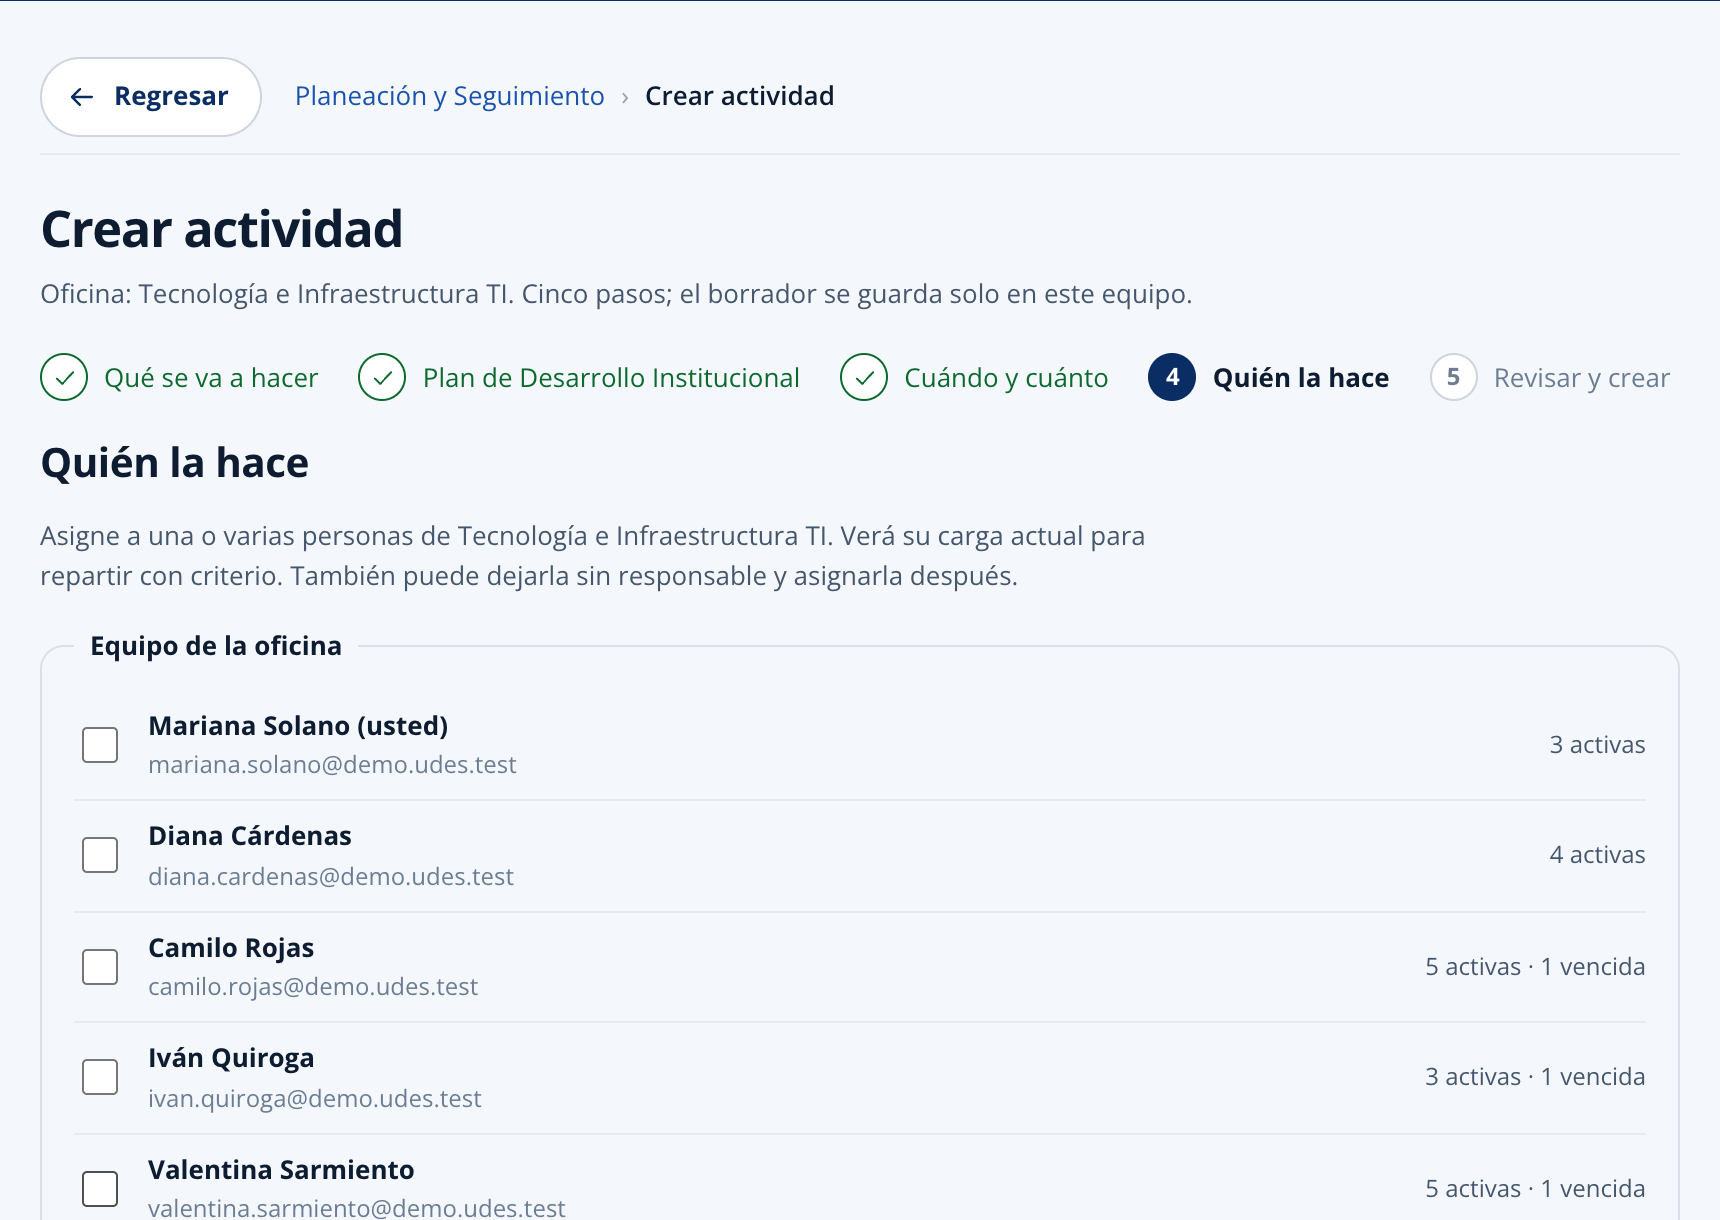 ← Regresar
Planeación y Seguimiento › Crear actividad
Crear actividad
Oficina: Tecnología e Infraestructura TI. Cinco pasos; el borrador se guarda solo en este equipo.
Qué se va a hacer
Plan de Desarrollo Institucional
Cuándo y cuánto
4 Quién la hace
5 Revisar y crear
Quién la hace
Asigne a una o varias personas de Tecnología e Infraestructura TI. Verá su carga actual para
repartir con criterio. También puede dejarla sin responsable y asignarla después.
Equipo de la oficina
Mariana Solano (usted)
mariana.solano@demo.udes.test
3 activas
Diana Cárdenas
diana.cardenas@demo.udes.test
4 activas
Camilo Rojas
camilo.rojas@demo.udes.test
5 activas · 1 vencida
Iván Quiroga
ivan.quiroga@demo.udes.test
3 activas · 1 vencida
Valentina Sarmiento
valentina.sarmiento@demo.udes.test
5 activas · 1 vencida